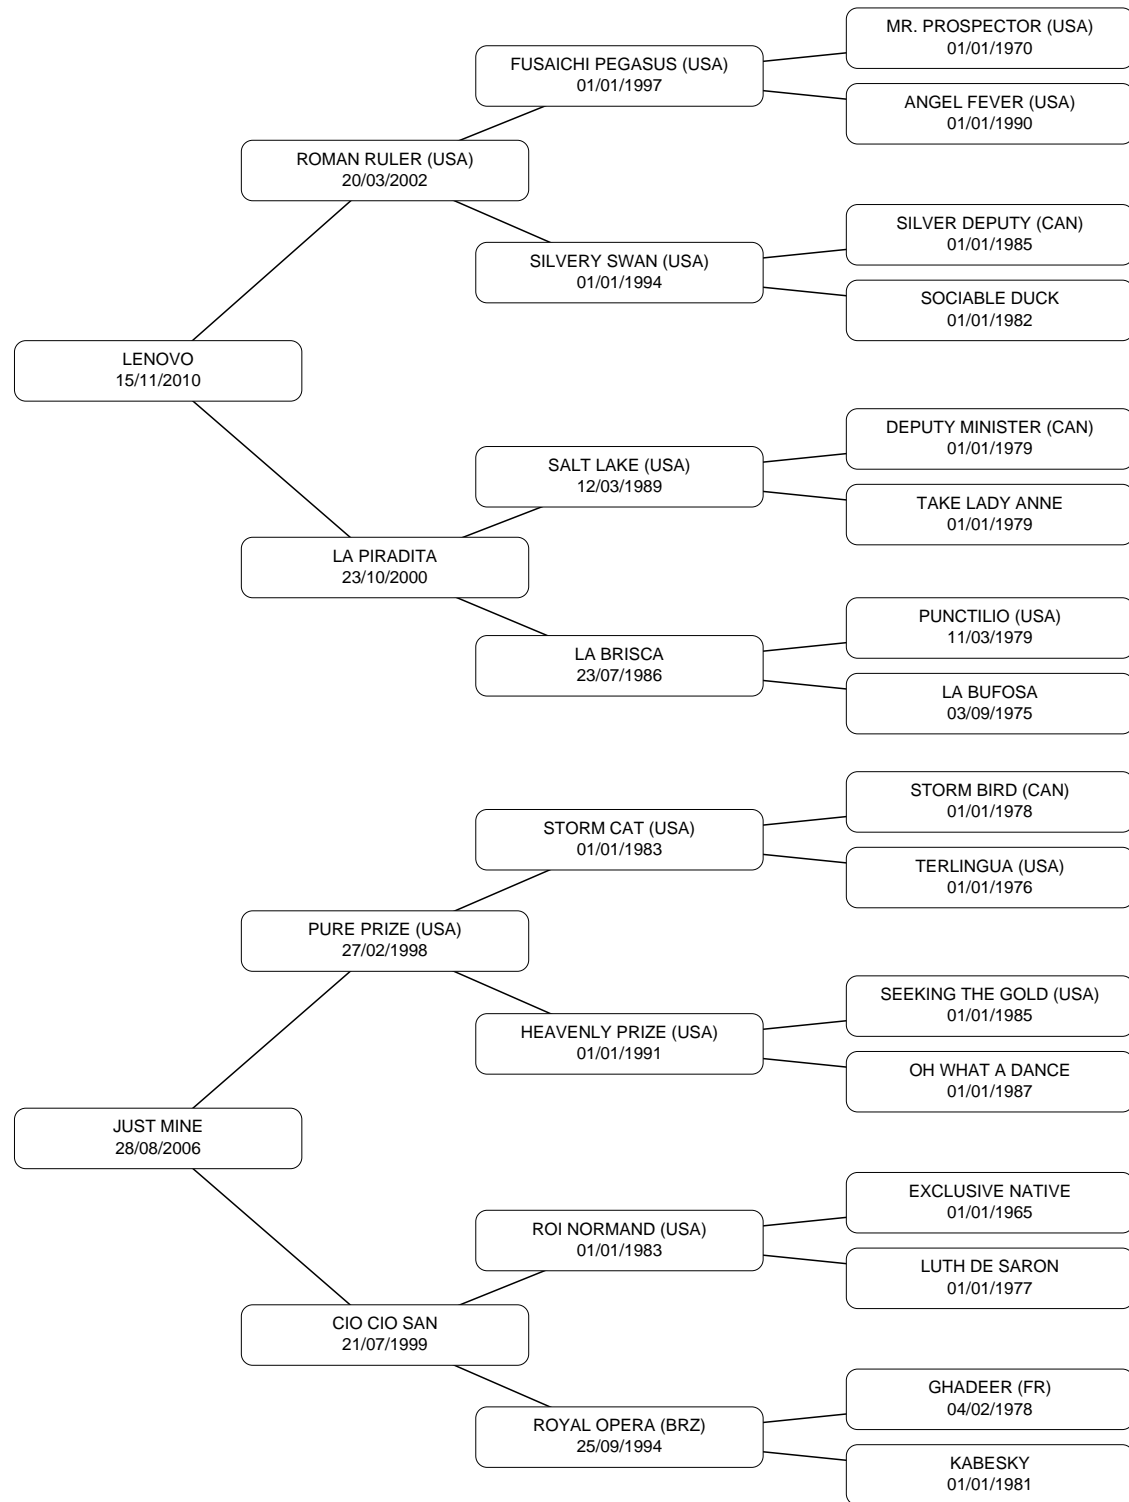 MR. PROSPECTOR (USA)
01/01/1970
FUSAICHI PEGASUS (USA)
01/01/1997
ANGEL FEVER (USA)
01/01/1990
ROMAN RULER (USA)
20/03/2002
SILVER DEPUTY (CAN)
01/01/1985
SILVERY SWAN (USA)
01/01/1994
SOCIABLE DUCK
01/01/1982
LENOVO
15/11/2010
DEPUTY MINISTER (CAN)
01/01/1979
SALT LAKE (USA)
12/03/1989
TAKE LADY ANNE
01/01/1979
LA PIRADITA
23/10/2000
PUNCTILIO (USA)
11/03/1979
LA BRISCA
23/07/1986
LA BUFOSA
03/09/1975
STORM BIRD (CAN)
01/01/1978
STORM CAT (USA)
01/01/1983
TERLINGUA (USA)
01/01/1976
PURE PRIZE (USA)
27/02/1998
SEEKING THE GOLD (USA)
01/01/1985
HEAVENLY PRIZE (USA)
01/01/1991
OH WHAT A DANCE
01/01/1987
JUST MINE
28/08/2006
EXCLUSIVE NATIVE
01/01/1965
ROI NORMAND (USA)
01/01/1983
LUTH DE SARON
01/01/1977
CIO CIO SAN
21/07/1999
GHADEER (FR)
04/02/1978
ROYAL OPERA (BRZ)
25/09/1994
KABESKY
01/01/1981